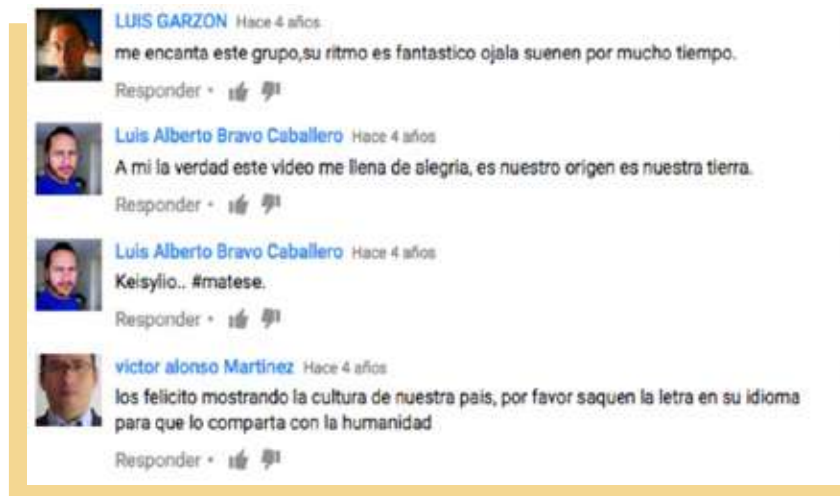 LUIS GARZON Hace 4 años
me encanta este grupo,su ritmo es fantastico ojala suenen por mucho tiempo.
Responder •
Luis Alberto Bravo Caballero Hace 4 años
A mi la verdad este video me llena de alegria, es nuestro origen es nuestra tierra.
Responder •
Luis Alberto Bravo Caballero Hace 4 años
Keisylio.. #matese.
Responder •
victor alonso Martinez Hace 4 años
los felicito mostrando la cultura de nuestra pais, por favor saquen la letra en su idioma
para que lo comparta con la humanidad
Responder •